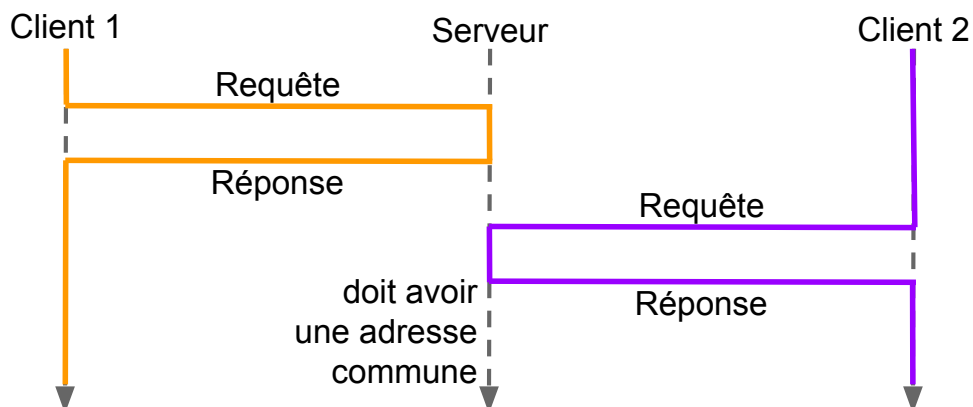 Client 1
Serveur
Client 2
Requête
Réponse
Requête
Réponse
doit avoir
une adresse
commune